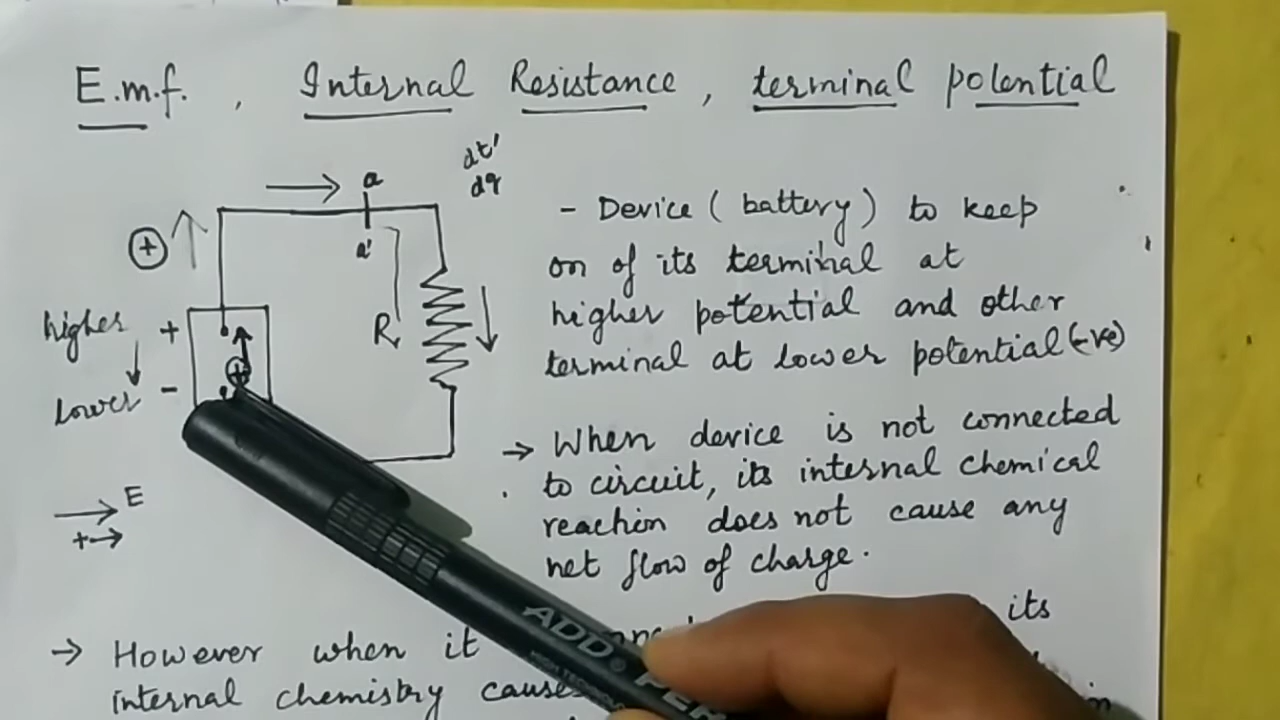 E.m.f. , Internal Resistance , terminal potential
dt'
dq
a
a'
+
higher
+
R
+
lower
-
E
+→
- Device ( battery ) to keep
on of its terminal at
higher potential and other
terminal at lower potential (-ve)
→ When device is not connected
to circuit, its internal chemical
reaction does not cause any
net flow of charge.
→ However when it its
internal chemistry causes
ADD